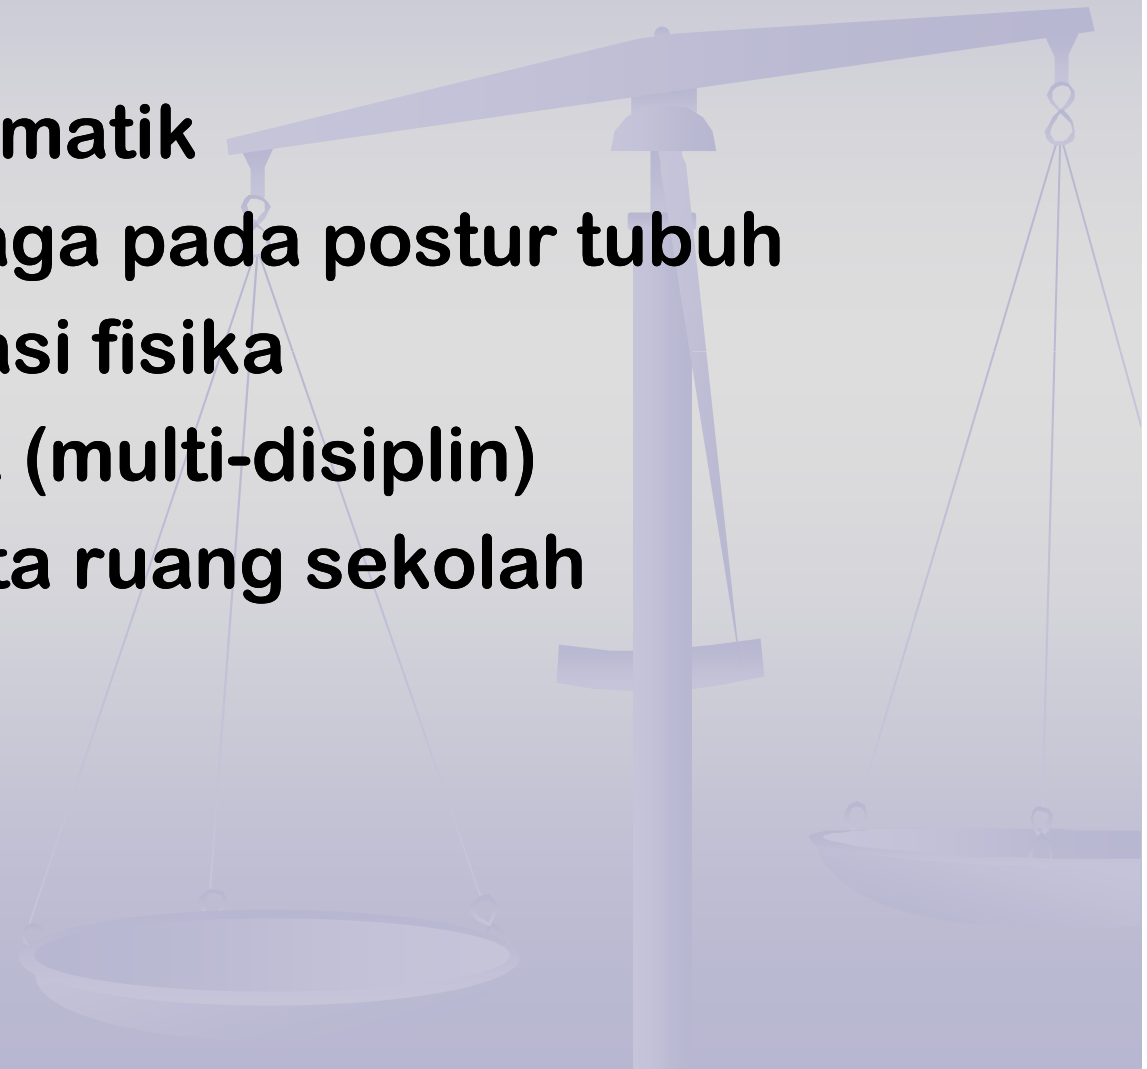 matik
aga pada postur tubuh
asi fisika
(multi-disiplin)
ta ruang sekolah